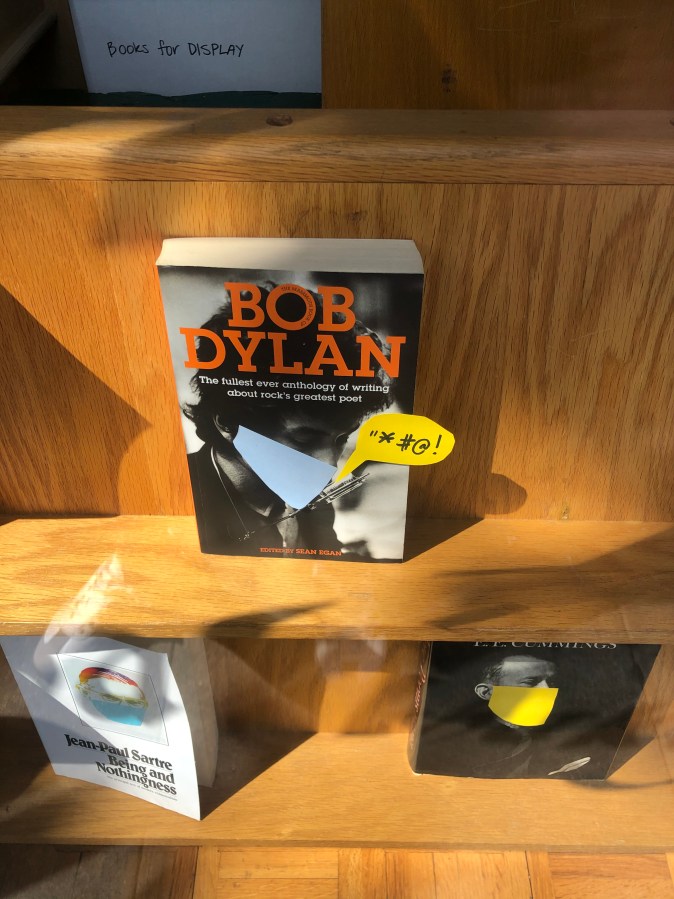 Books for DISPLAY
BOB
DYLAN
The fullest ever anthology of writing
about rock's greatest poet
"*#@!
EDITED BY SEAN EGAN
E. E. CUMMINGS
Jean-Paul Sartre
Being and
Nothingness